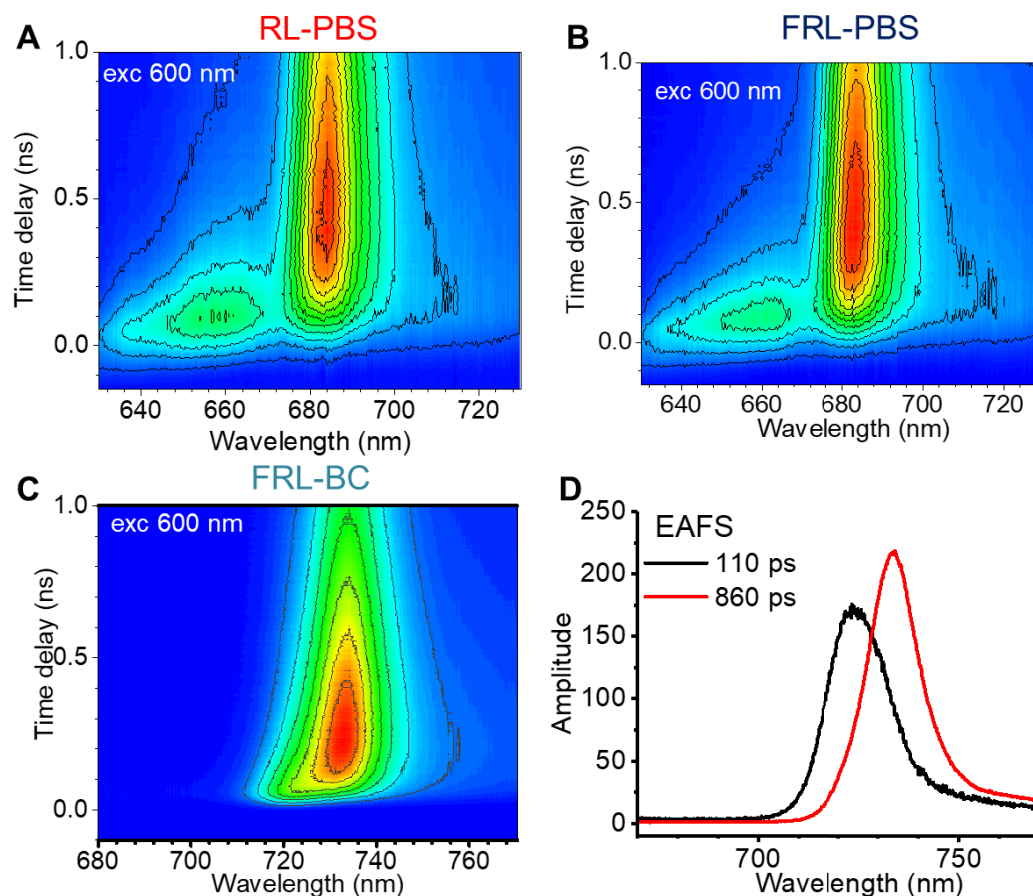 A
RL-PBS
exc 600 nm
1.0
0.5
0.0
Time delay (ns)
640
660
680
700
720
Wavelength (nm)
B
FRL-PBS
exc 600 nm
1.0
0.5
0.0
Time delay (ns)
640
660
680
700
720
Wavelength (nm)
C
FRL-BC
exc 600 nm
1.0
0.5
0.0
Time delay (ns)
680
700
720
740
760
Wavelength (nm)
D
EAFS
110 ps
860 ps
250
200
150
100
50
0
Amplitude
700
750
Wavelength (nm)